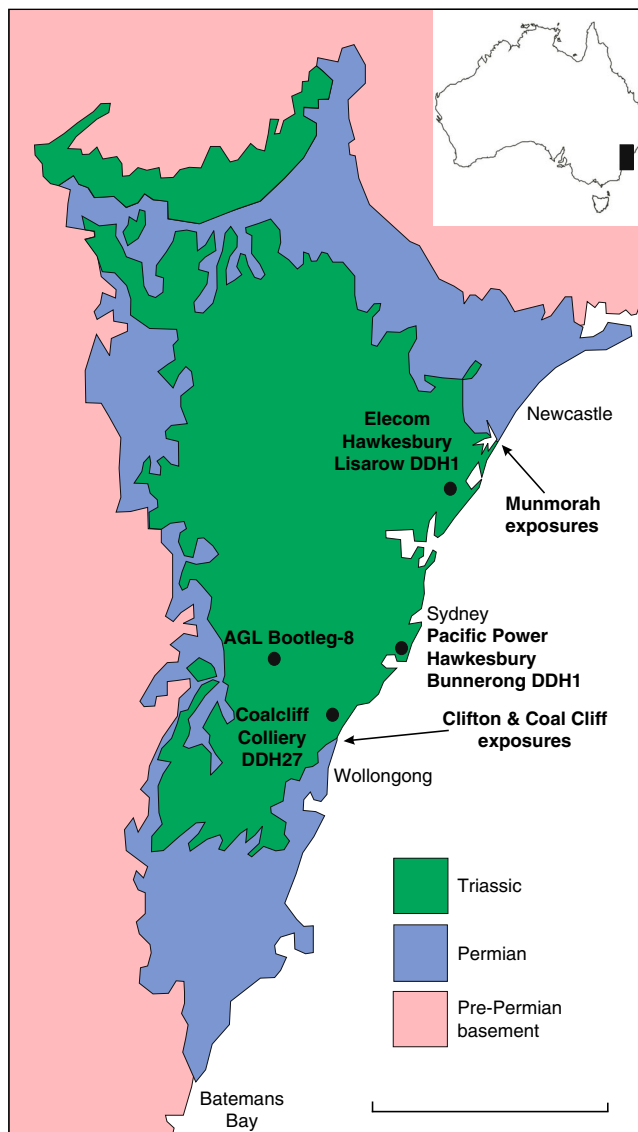 Newcastle
Elecom
Hawkesbury
Lisarow DDH1
Munmorah
exposures
Sydney
AGL Bootleg-8
Pacific Power
Hawkesbury
Bunnerong DDH1
Coalcliff
Colliery
DDH27
Clifton & Coal Cliff
exposures
Wollongong
Triassic
Permian
Pre-Permian
basement
Batemans
Bay